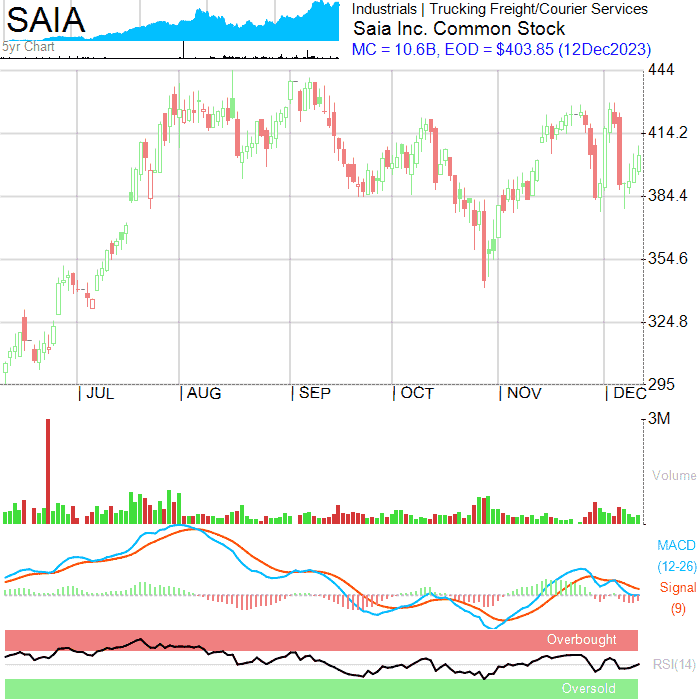 SAIA
5yr Chart
Industrials | Trucking Freight/Courier Services
Saia Inc. Common Stock
MC = 10.6B, EOD = $403.85 (12Dec2023)
444
414.2
384.4
354.6
324.8
295
JUL AUG SEP OCT NOV DEC
3M
Volume
MACD
(12-26)
Signal
(9)
Overbought
RSI(14)
Oversold